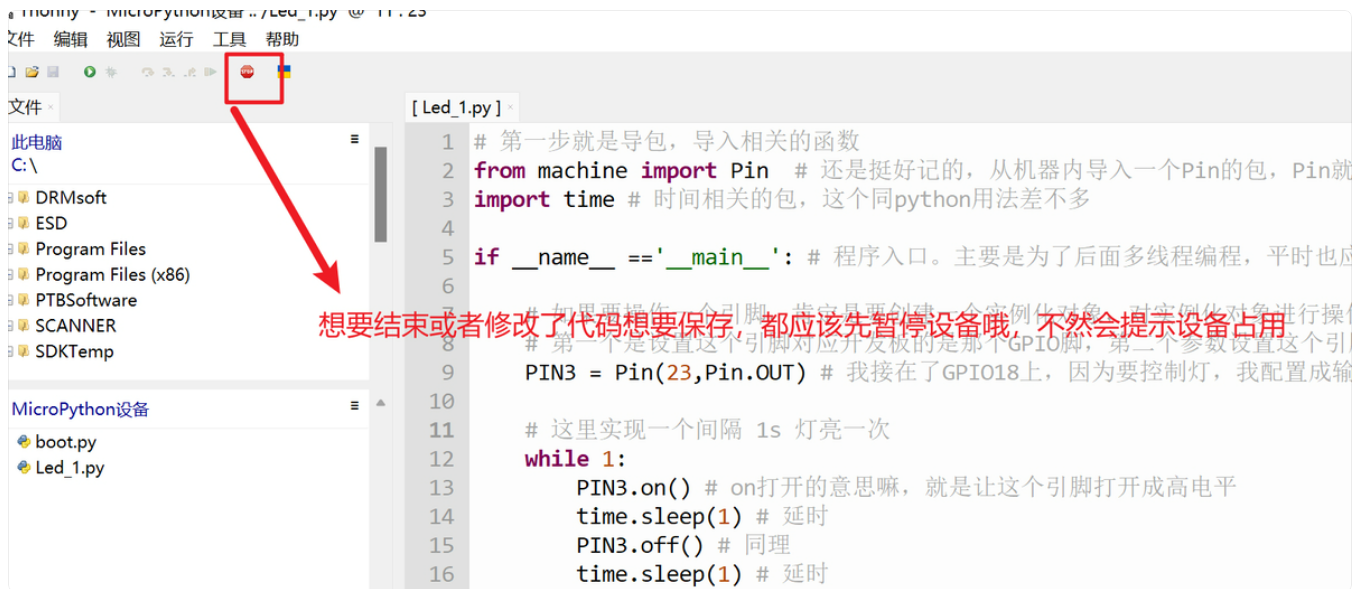 Thonny - MicroPython设备 :: /Led_1.py @ 11 : 23
文件 编辑 视图 运行 工具 帮助
STOP
文件 ×
[ Led_1.py ] ×
此电脑
C:\
DRMsoft
ESD
Program Files
Program Files (x86)
PTBSoftware
SCANNER
SDKTemp
MicroPython设备
boot.py
Led_1.py
1 # 第一步就是导包，导入相关的函数
2 from machine import Pin # 还是挺好记的，从机器内导入一个Pin的包，Pin就
3 import time # 时间相关的包，这个同python用法差不多
4
5 if __name__ =='__main__': # 程序入口。主要是为了后面多线程编程，平时也应
6
7 # 如果要操作一个引脚，肯定是要创建一个实例化对象，对实例化对象进行操作
想要结束或者修改了代码想要保存，都应该先暂停设备哦，不然会提示设备占用
8 # 第一个是设置这个引脚对应开发板的是那个GPIO脚，第二个参数设置这个引脚
9 PIN3 = Pin(23,Pin.OUT) # 我接在了GPIO18上，因为要控制灯，我配置成输
10
11 # 这里实现一个间隔 1s 灯亮一次
12 while 1:
13 PIN3.on() # on打开的意思嘛，就是让这个引脚打开成高电平
14 time.sleep(1) # 延时
15 PIN3.off() # 同理
16 time.sleep(1) # 延时